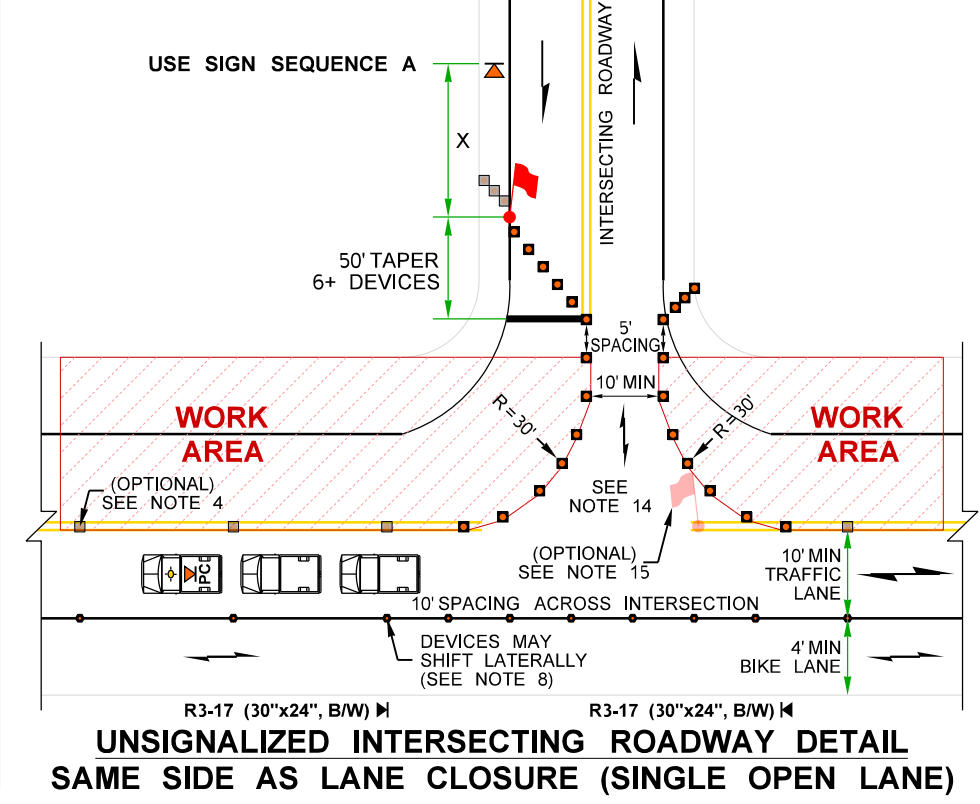 USE SIGN SEQUENCE A
INTERSECTING ROADWAY
X
50' TAPER
6+ DEVICES
5'
SPACING
10' MIN
R=30'
R=30'
WORK
AREA
WORK
AREA
(OPTIONAL)
SEE NOTE 4
SEE
NOTE 14
(OPTIONAL)
SEE NOTE 15
10' MIN
TRAFFIC
LANE
PC
10' SPACING ACROSS INTERSECTION
DEVICES MAY
SHIFT LATERALLY
(SEE NOTE 8)
4' MIN
BIKE LANE
R3-17 (30"x24", B/W)
R3-17 (30"x24", B/W)
UNSIGNALIZED INTERSECTING ROADWAY DETAIL
SAME SIDE AS LANE CLOSURE (SINGLE OPEN LANE)